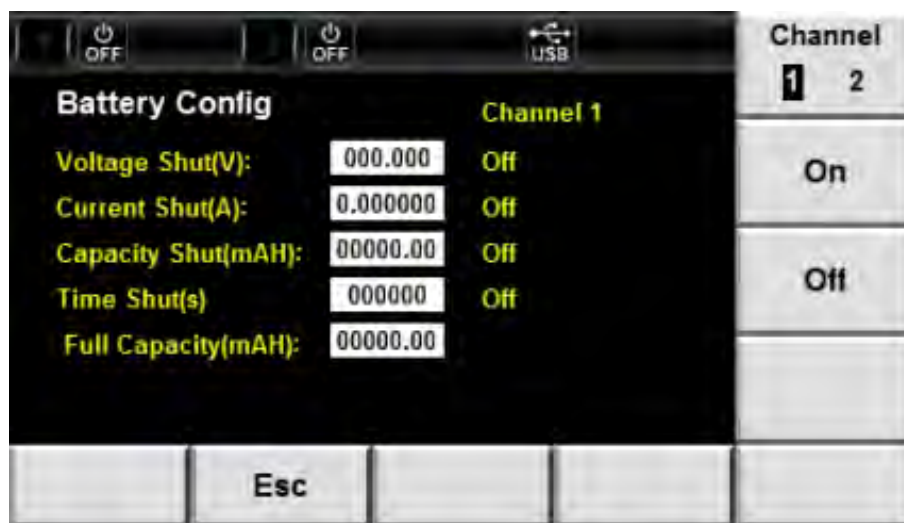 OFF OFF USB
Channel
1 2
Battery Config
Channel 1
Voltage Shut(V): 000.000 Off
Current Shut(A): 0.000000 Off
Capacity Shut(mAH): 00000.00 Off
Time Shut(s) 000000 Off
Full Capacity(mAH): 00000.00
On
Off
Esc